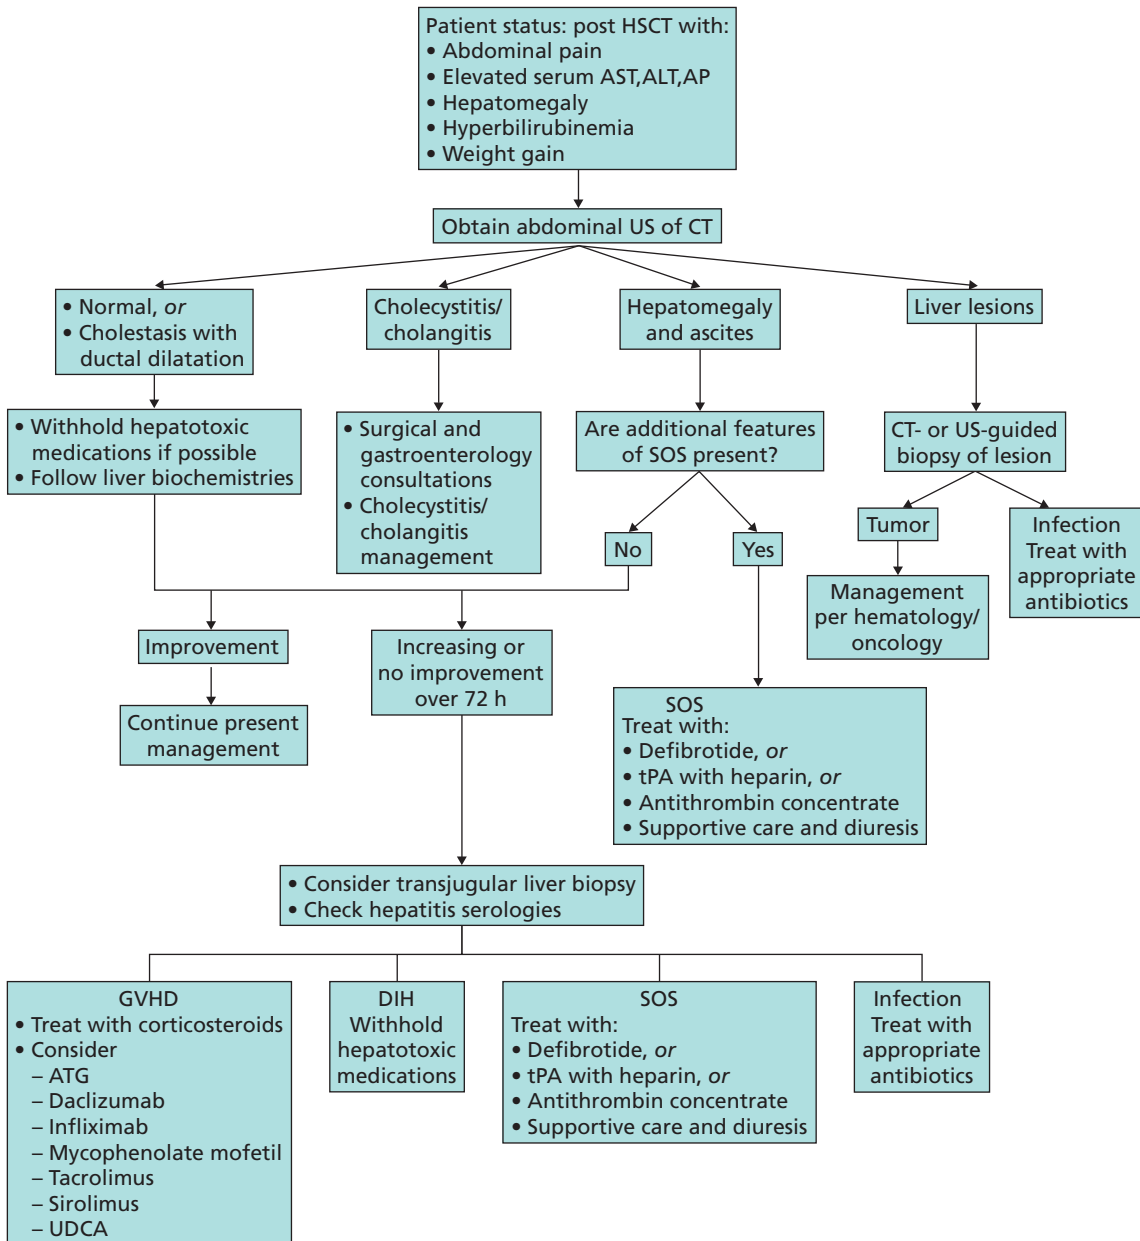 Patient status: post HSCT with:
• Abdominal pain
• Elevated serum AST,ALT,AP
• Hepatomegaly
• Hyperbilirubinemia
• Weight gain
Obtain abdominal US of CT
• Normal, or
• Cholestasis with
ductal dilatation
Cholecystitis/
cholangitis
Hepatomegaly
and ascites
Liver lesions
• Withhold hepatotoxic
medications if possible
• Follow liver biochemistries
• Surgical and
gastroenterology
consultations
• Cholecystitis/
cholangitis
management
Are additional features
of SOS present?
CT- or US-guided
biopsy of lesion
No
Yes
Tumor
Infection
Treat with
appropriate
antibiotics
Management
per hematology/
oncology
Improvement
Increasing or
no improvement
over 72 h
Continue present
management
SOS
Treat with:
• Defibrotide, or
• tPA with heparin, or
• Antithrombin concentrate
• Supportive care and diuresis
• Consider transjugular liver biopsy
• Check hepatitis serologies
GVHD
• Treat with corticosteroids
• Consider
– ATG
– Daclizumab
– Infliximab
– Mycophenolate mofetil
– Tacrolimus
– Sirolimus
– UDCA
DIH
Withhold
hepatotoxic
medications
SOS
Treat with:
• Defibrotide, or
• tPA with heparin, or
• Antithrombin concentrate
• Supportive care and diuresis
Infection
Treat with
appropriate
antibiotics